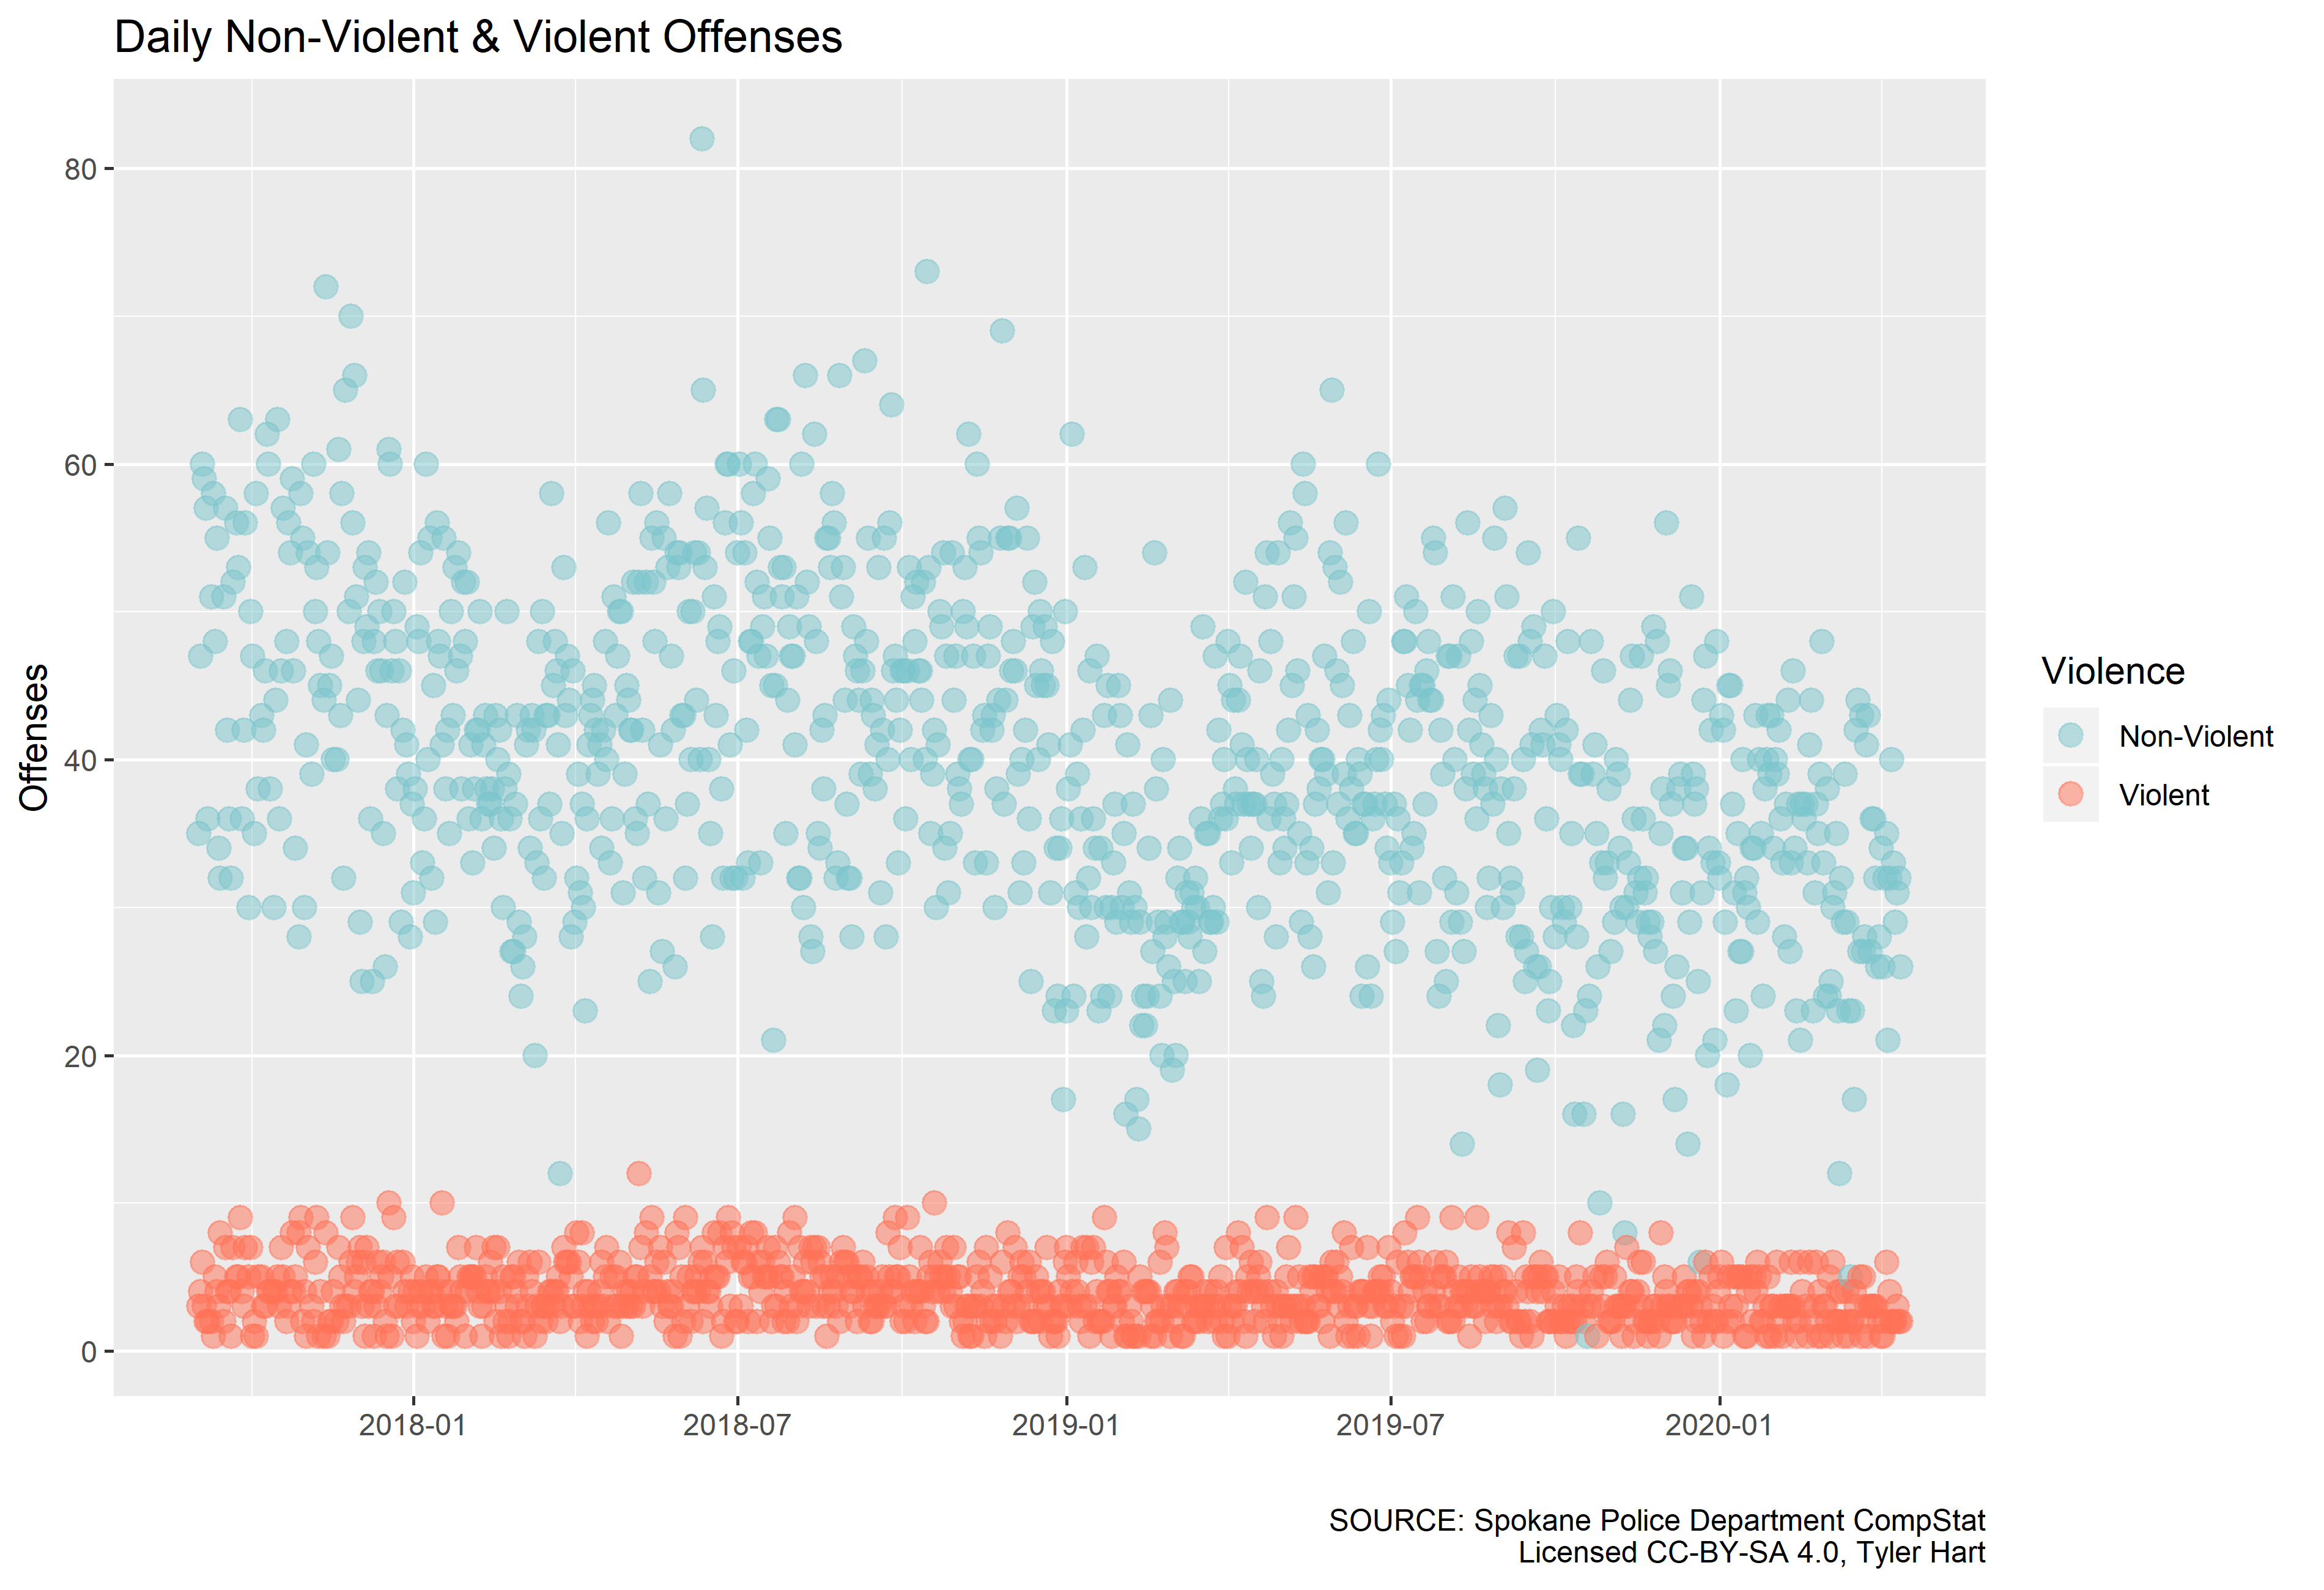 Daily Non-Violent & Violent Offenses
80
60
40
20
0
Offenses
2018-01
2018-07
2019-01
2019-07
2020-01
Violence
Non-Violent
Violent
SOURCE: Spokane Police Department CompStat
Licensed CC-BY-SA 4.0, Tyler Hart